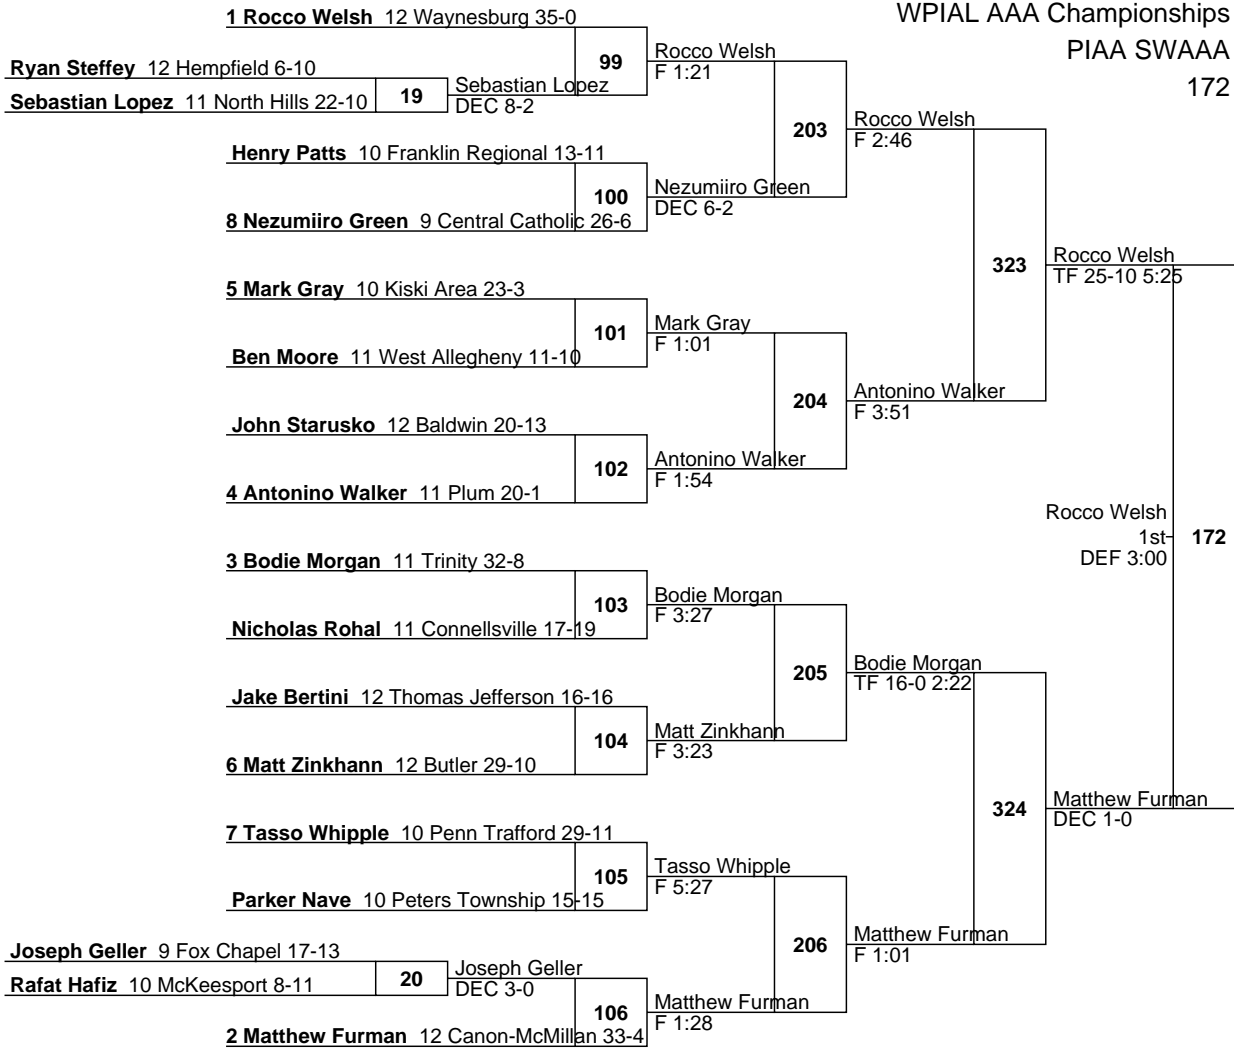 WPIAL AAA Championships
PIAA SWAAA
172
1 Rocco Welsh 12 Waynesburg 35-0
Ryan Steffey 12 Hempfield 6-10
Sebastian Lopez 11 North Hills 22-10
19
Sebastian Lopez
DEC 8-2
99
Rocco Welsh
F 1:21
Henry Patts 10 Franklin Regional 13-11
8 Nezumiiro Green 9 Central Catholic 26-6
100
Nezumiiro Green
DEC 6-2
203
Rocco Welsh
F 2:46
5 Mark Gray 10 Kiski Area 23-3
Ben Moore 11 West Allegheny 11-10
101
Mark Gray
F 1:01
John Starusko 12 Baldwin 20-13
4 Antonino Walker 11 Plum 20-1
102
Antonino Walker
F 1:54
204
Antonino Walker
F 3:51
323
Rocco Welsh
TF 25-10 5:25
3 Bodie Morgan 11 Trinity 32-8
Nicholas Rohal 11 Connellsville 17-19
103
Bodie Morgan
F 3:27
Jake Bertini 12 Thomas Jefferson 16-16
6 Matt Zinkhann 12 Butler 29-10
104
Matt Zinkhann
F 3:23
205
Bodie Morgan
TF 16-0 2:22
7 Tasso Whipple 10 Penn Trafford 29-11
Parker Nave 10 Peters Township 15-15
105
Tasso Whipple
F 5:27
Joseph Geller 9 Fox Chapel 17-13
Rafat Hafiz 10 McKeesport 8-11
20
Joseph Geller
DEC 3-0
2 Matthew Furman 12 Canon-McMillan 33-4
106
Matthew Furman
F 1:28
206
Matthew Furman
F 1:01
324
Matthew Furman
DEC 1-0
Rocco Welsh
1st
DEF 3:00
172